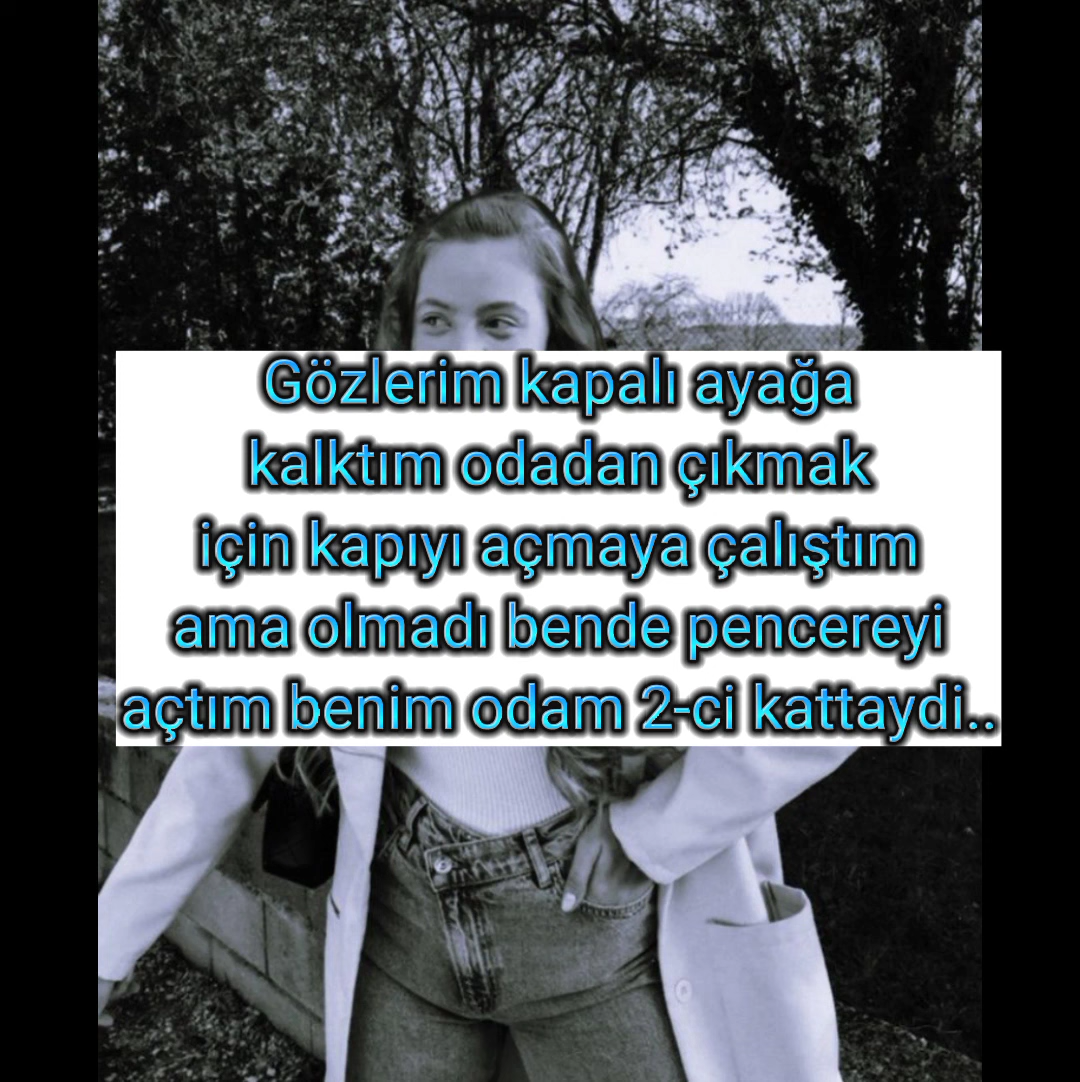 Gözlerim kapalı ayağa
kalktım odadan çıkmak
için kapıyı açmaya çalıştım
ama olmadı bende pencereyi
açtım benim odam 2-ci kattaydi..